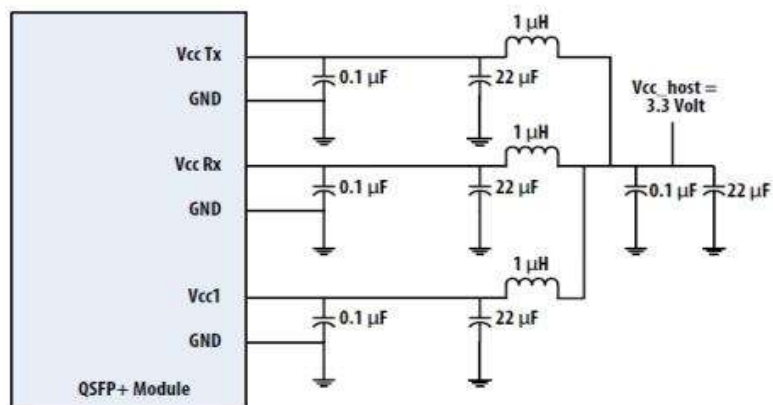 1 μH
Vcc Tx
0.1 μF
22 μF
GND
Vcc_host =
3.3 Volt
1 μH
Vcc Rx
0.1 μF
22 μF
0.1 μF
22 μF
GND
1 μH
Vcc1
0.1 μF
22 μF
GND
QSFP+ Module